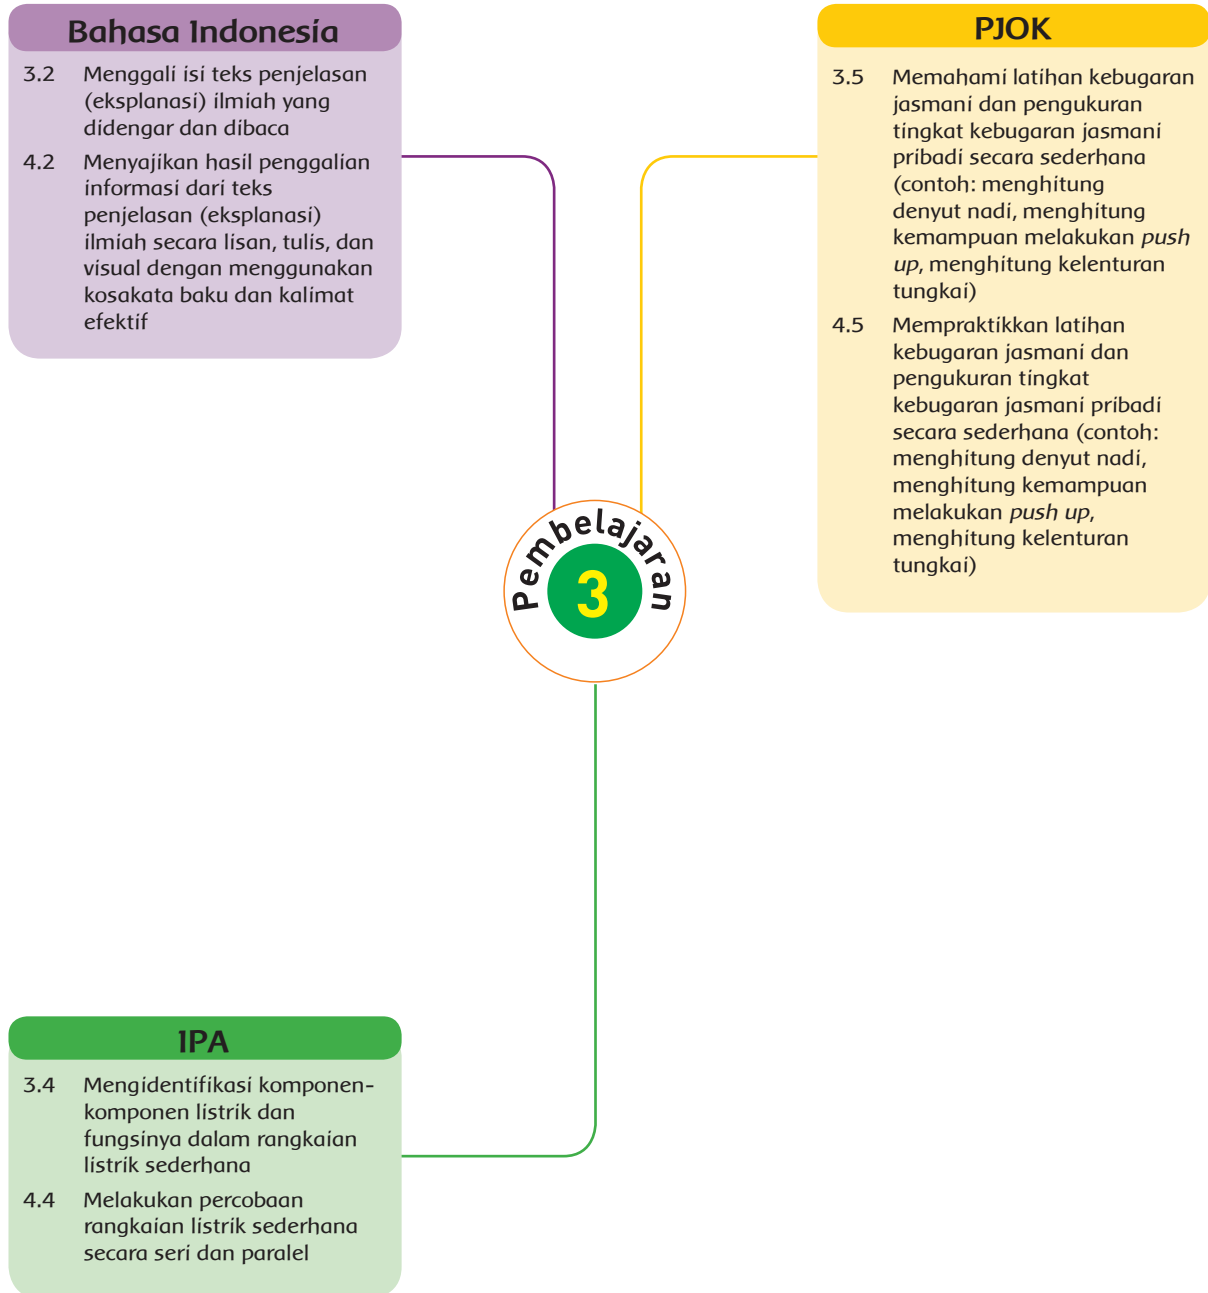 Bahasa Indonesia
3.2 Menggali isi teks penjelasan
(eksplanasi) ilmiah yang
didengar dan dibaca
4.2 Menyajikan hasil penggalian
informasi dari teks
penjelasan (eksplanasi)
ilmiah secara lisan, tulis, dan
visual dengan menggunakan
kosakata baku dan kalimat
efektif
PJOK
3.5 Memahami latihan kebugaran
jasmani dan pengukuran
tingkat kebugaran jasmani
pribadi secara sederhana
(contoh: menghitung
denyut nadi, menghitung
kemampuan melakukan push
up, menghitung kelenturan
tungkai)
4.5 Mempraktikkan latihan
kebugaran jasmani dan
pengukuran tingkat
kebugaran jasmani pribadi
secara sederhana (contoh:
menghitung denyut nadi,
menghitung kemampuan
melakukan push up,
menghitung kelenturan
tungkai)
Pembelajaran
3
IPA
3.4 Mengidentifikasi komponen-
komponen listrik dan
fungsinya dalam rangkaian
listrik sederhana
4.4 Melakukan percobaan
rangkaian listrik sederhana
secara seri dan paralel